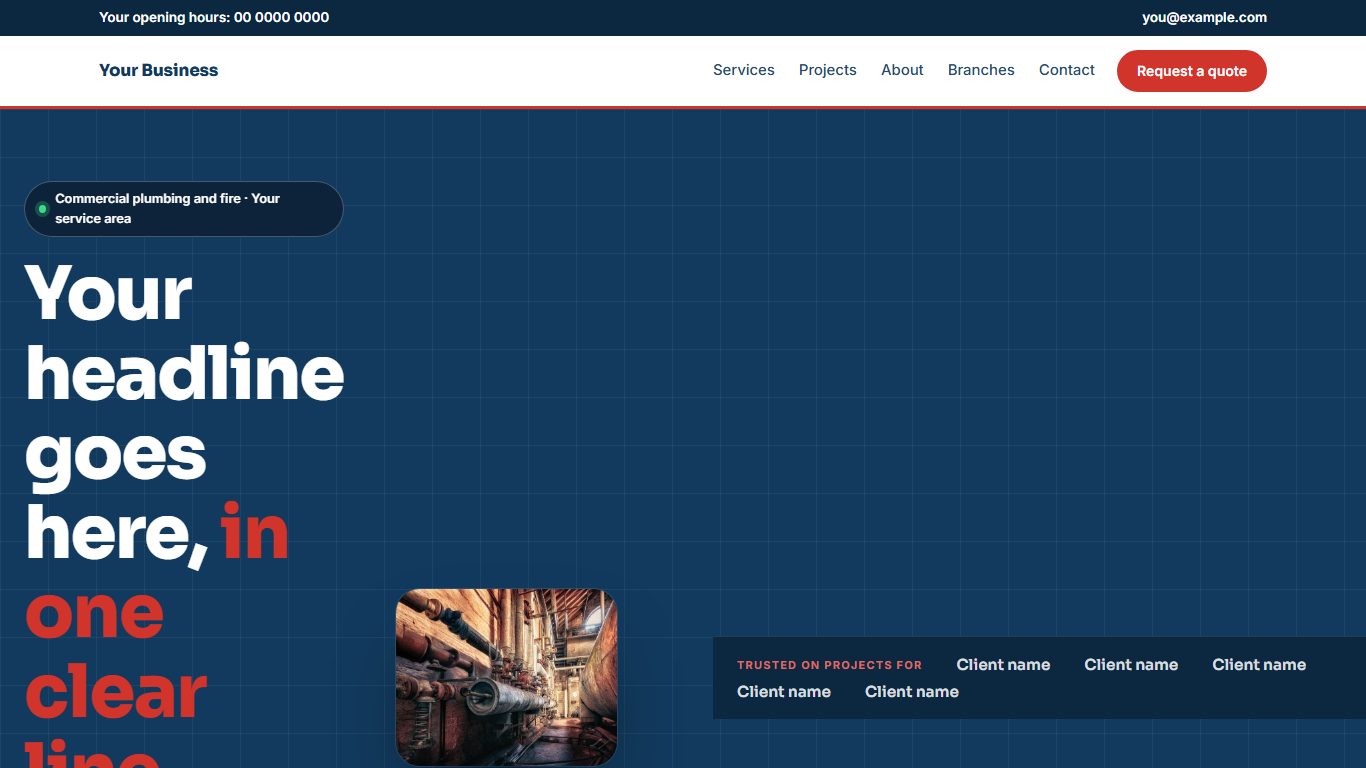 Your opening hours: 00 0000 0000
you@example.com
Your Business
Services
Projects
About
Branches
Contact
Request a quote
Commercial plumbing and fire · Your
service area
Your
headline
goes
here, in
one
clear
line
TRUSTED ON PROJECTS FOR
Client name
Client name
Client name
Client name
Client name